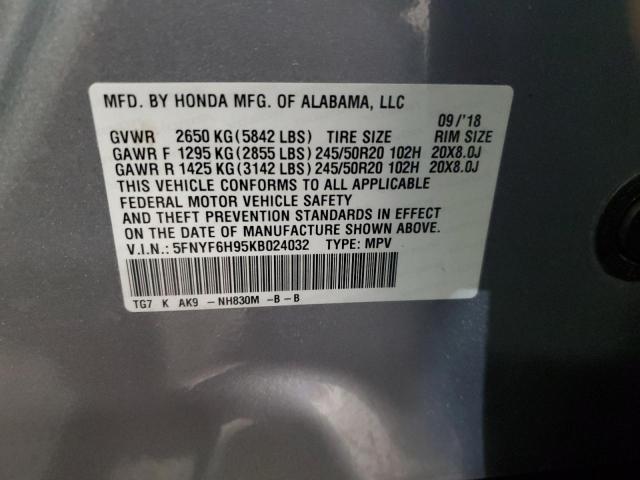 MFD. BY HONDA MFG. OF ALABAMA, LLC
09/'18
GVWR 2650 KG(5842 LBS) TIRE SIZE RIM SIZE
GAWR F 1295 KG(2855 LBS)245/50R20 102H 20X8.0J
GAWR R 1425 KG(3142 LBS)245/50R20 102H 20X8.0J
THIS VEHICLE CONFORMS TO ALL APPLICABLE
FEDERAL MOTOR VEHICLE SAFETY
AND THEFT PREVENTION STANDARDS IN EFFECT
ON THE DATE OF MANUFACTURE SHOWN ABOVE.
V.I.N.: 5FNYF6H95KB024032 TYPE: MPV
TG7 K AK9 -NH830M -B-B